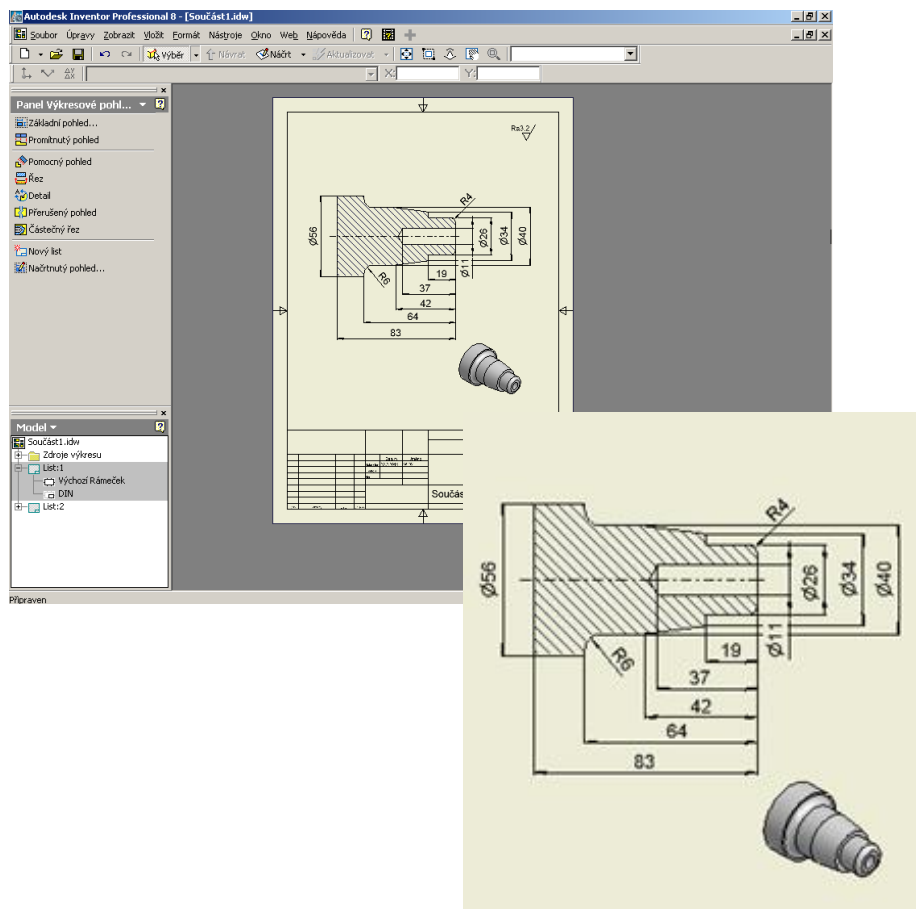 Autodesk Inventor Professional 8 - [Součást1.idw]
Soubor Úpravy Zobrazit Vložit Formát Nástroje Okno Web Nápověda
Výběr Návrat Náčrt Aktualizovat
X: Y:
Panel Výkresové pohl...
Základní pohled...
Promítnutý pohled
Pomocný pohled
Řez
Detail
Přerušený pohled
Částečný řez
Nový list
Načrtnutý pohled...
Model
Součást1.idw
Zdroje výkresu
List:1
Výchozí Rámeček
DIN
List:2
Připraven
Ra3.2
R4
Ø56
Ø26
Ø34
Ø40
Ø11
R6
19
37
42
64
83
Součás
R4
Ø56
Ø26
Ø34
Ø40
Ø11
R6
19
37
42
64
83